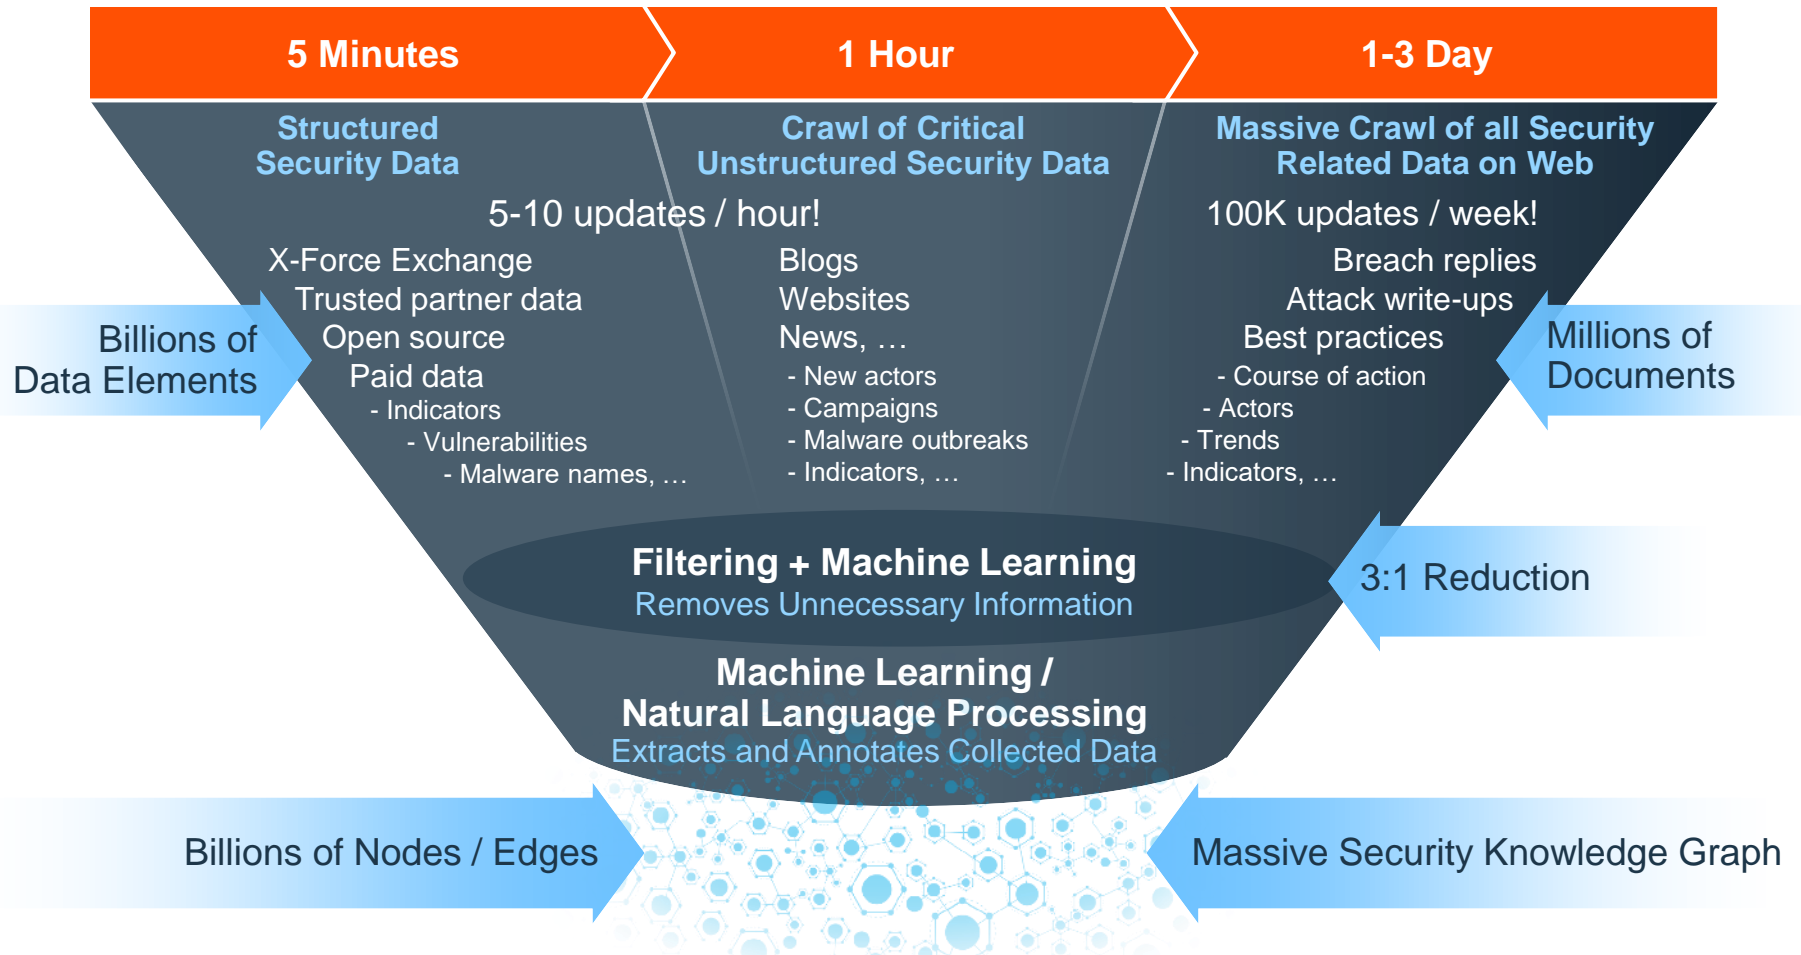 5 Minutes
1 Hour
1-3 Day
Structured
Security Data
Crawl of Critical
Unstructured Security Data
Massive Crawl of all Security
Related Data on Web
5-10 updates / hour!
100K updates / week!
X-Force Exchange
Trusted partner data
Open source
Paid data
- Indicators
- Vulnerabilities
- Malware names, …
Blogs
Websites
News, …
- New actors
- Campaigns
- Malware outbreaks
- Indicators, …
Breach replies
Attack write-ups
Best practices
- Course of action
- Actors
- Trends
- Indicators, …
Billions of
Data Elements
Millions of
Documents
Filtering + Machine Learning
Removes Unnecessary Information
3:1 Reduction
Machine Learning /
Natural Language Processing
Extracts and Annotates Collected Data
Billions of Nodes / Edges
Massive Security Knowledge Graph